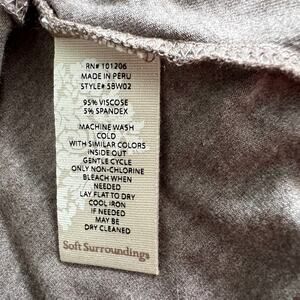 RN# 101206
MADE IN PERU
STYLE# 5BW02
95% VISCOSE
5% SPANDEX
MACHINE WASH
COLD
WITH SIMILAR COLORS
INSIDE OUT
GENTLE CYCLE
ONLY NON-CHLORINE
BLEACH WHEN
NEEDED
LAY FLAT TO DRY
COOL IRON
IF NEEDED
MAY BE
DRY CLEANED
Soft Surroundings